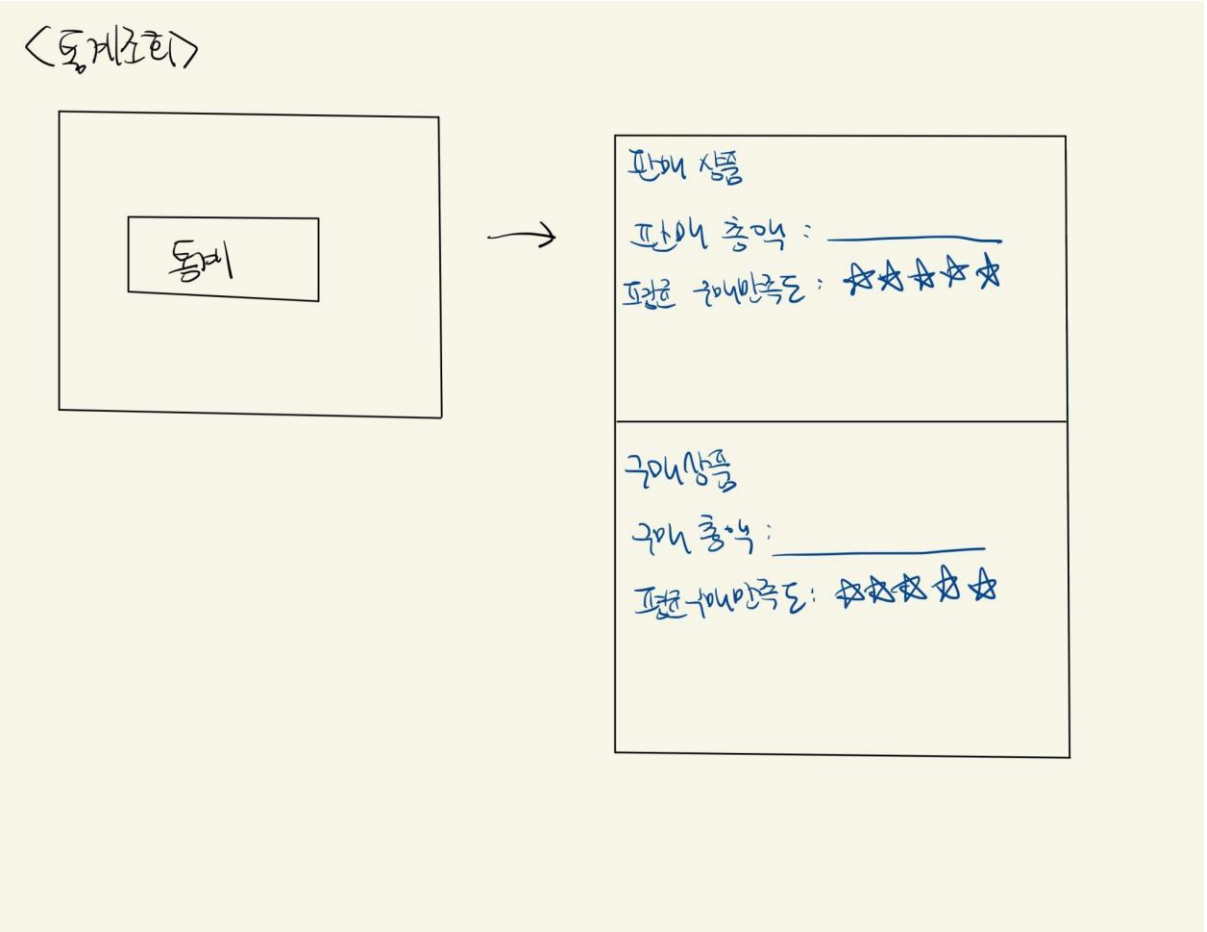 <통계조회>
통계
판매 상품
판매 총액 :
평균 구매만족도 : ☆☆☆☆☆
구매상품
구매 총액 :
평균구매만족도 : ☆☆☆☆☆